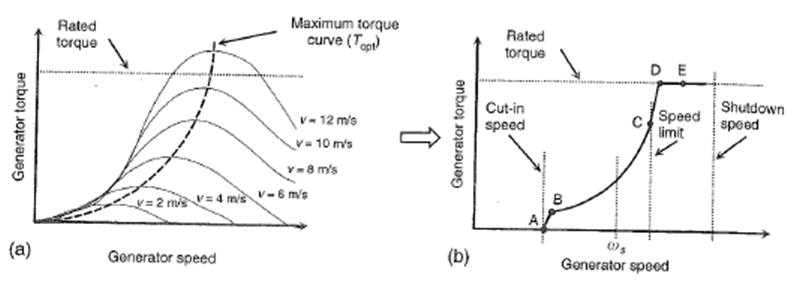 Rated
torque
Maximum torque
curve (Topt)
Generator torque
v = 12 m/s
v = 10 m/s
v = 8 m/s
v = 6 m/s
v = 4 m/s
v = 2 m/s
(a)
Generator speed
Rated
torque
D
E
Cut-in
speed
C
Speed
limit
Shutdown
speed
Generator torque
B
A
ωs
(b)
Generator speed